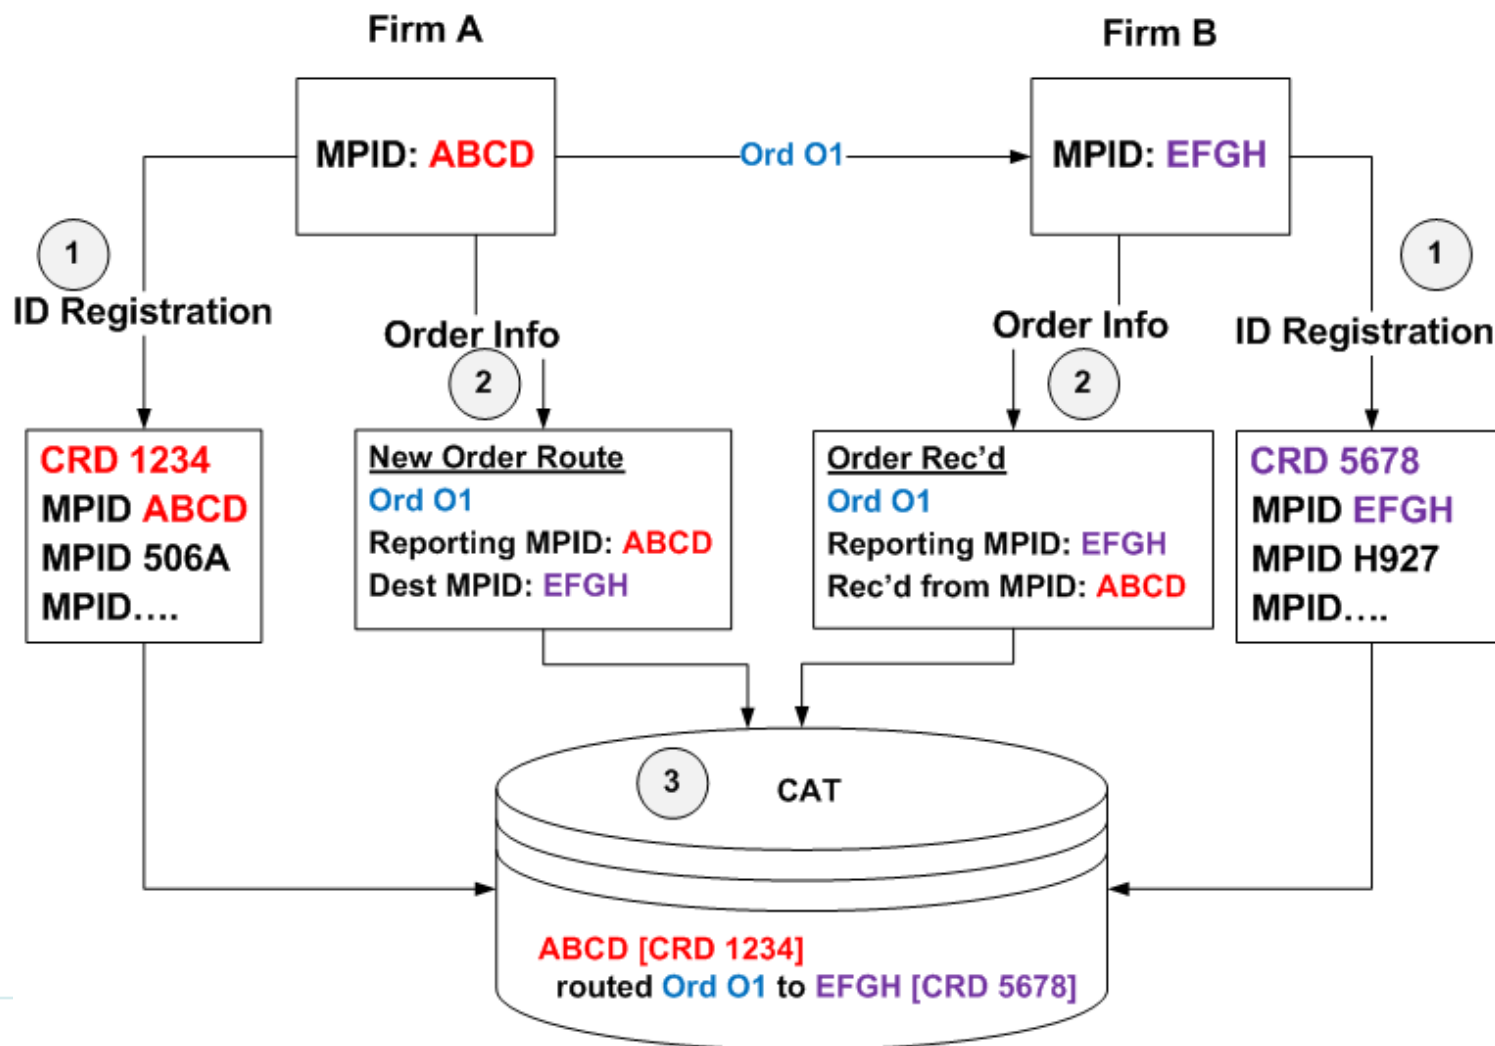 Firm A
Firm B
MPID: ABCD
Ord O1
MPID: EFGH
1
ID Registration
Order Info
2
Order Info
2
1
ID Registration
CRD 1234
MPID ABCD
MPID 506A
MPID....
New Order Route
Ord O1
Reporting MPID: ABCD
Dest MPID: EFGH
Order Rec'd
Ord O1
Reporting MPID: EFGH
Rec'd from MPID: ABCD
CRD 5678
MPID EFGH
MPID H927
MPID....
3
CAT
ABCD [CRD 1234]
routed Ord O1 to EFGH [CRD 5678]